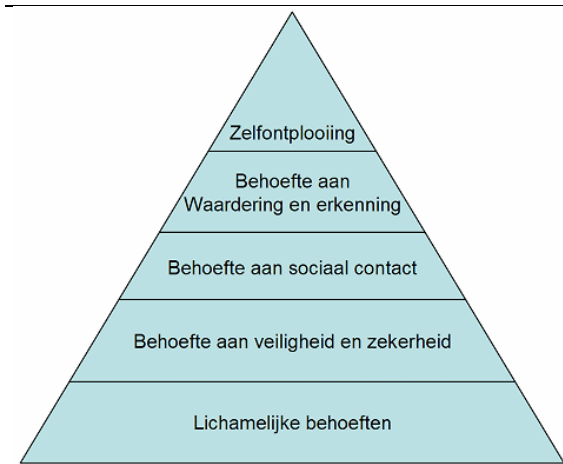 Zelfontplooiing
Behoefte aan
Waardering en erkenning
Behoefte aan sociaal contact
Behoefte aan veiligheid en zekerheid
Lichamelijke behoeften